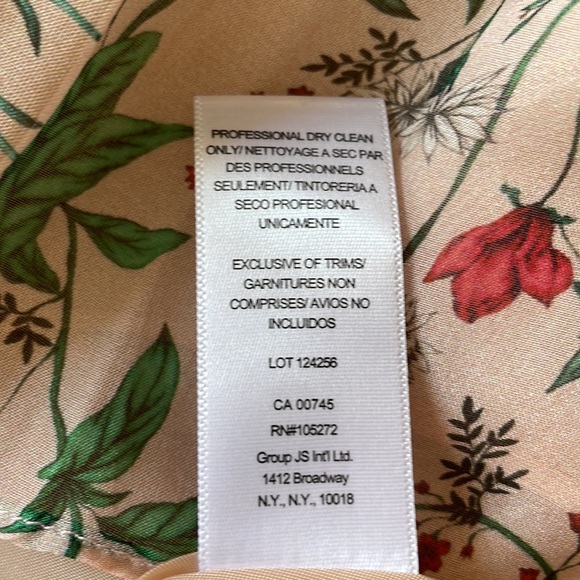 PROFESSIONAL DRY CLEAN
ONLY/ NETTOYAGE A SEC PAR
DES PROFESSIONNELS
SEULEMENT/ TINTORERIA A
SECO PROFESIONAL
UNICAMENTE
EXCLUSIVE OF TRIMS/
GARNITURES NON
COMPRISES/ AVIOS NO
INCLUIDOS
LOT 124256
CA 00745
RN#105272
Group JS Int'l Ltd.
1412 Broadway
N.Y., N.Y., 10018